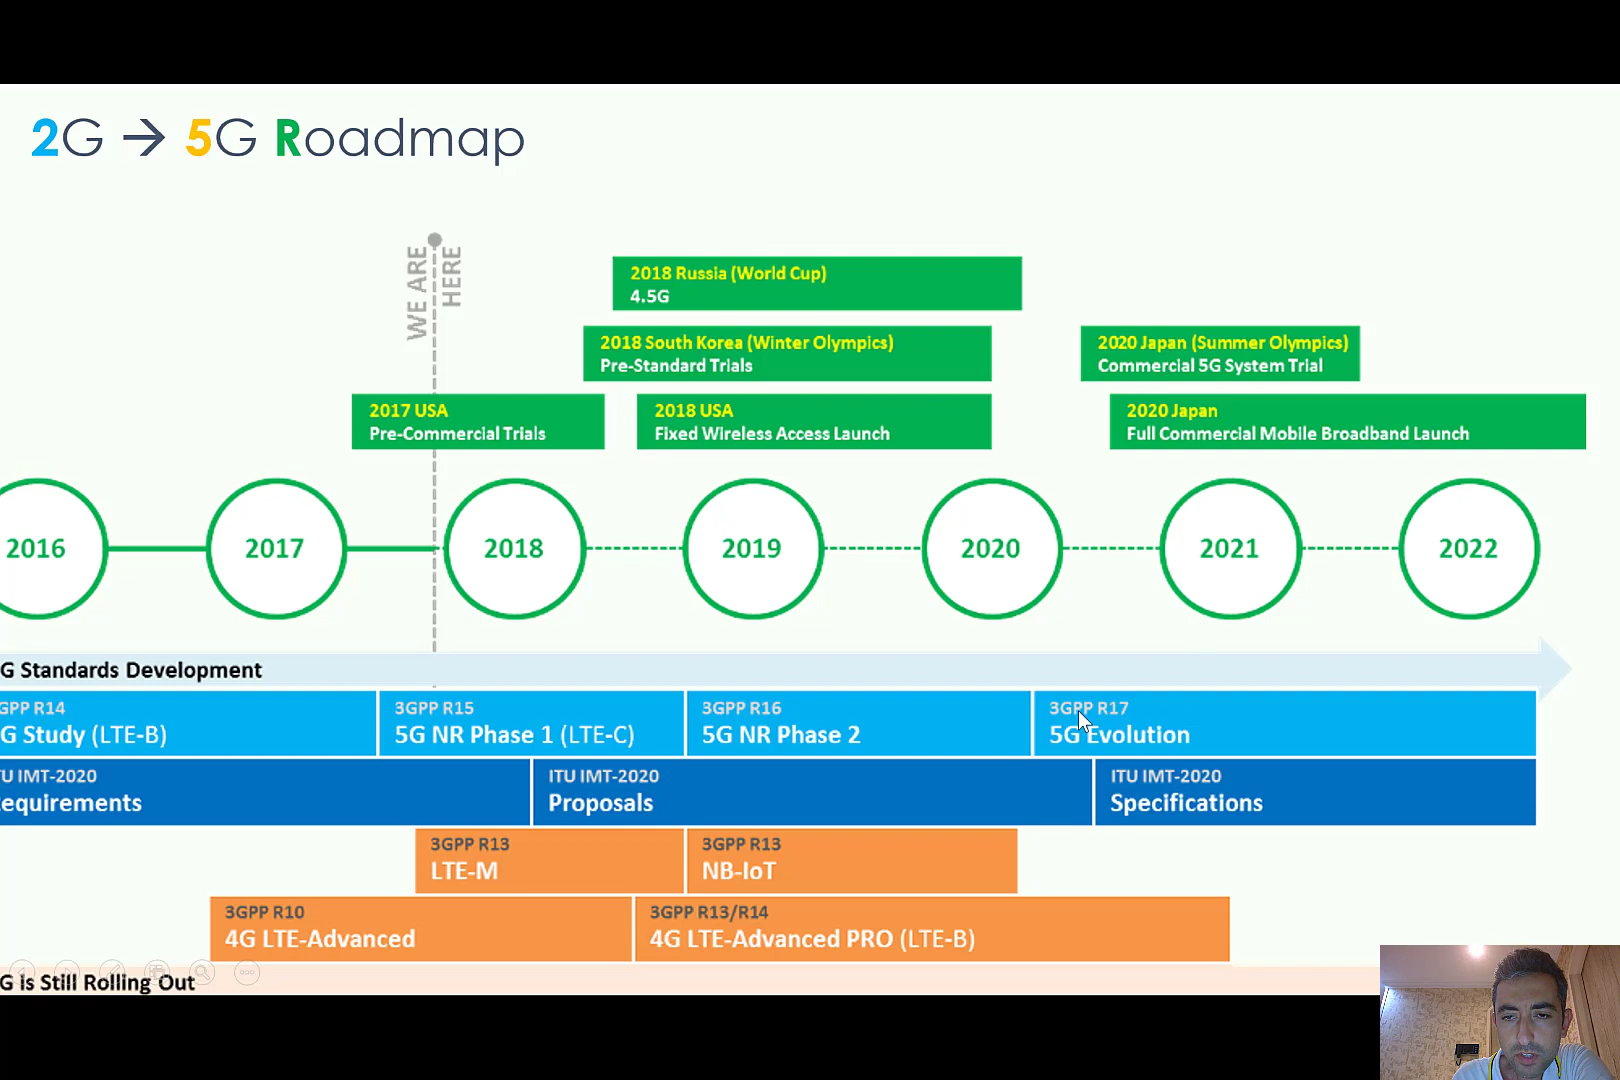 2G → 5G Roadmap
WE ARE
HERE
2018 Russia (World Cup)
4.5G
2018 South Korea (Winter Olympics)
Pre-Standard Trials
2020 Japan (Summer Olympics)
Commercial 5G System Trial
2017 USA
Pre-Commercial Trials
2018 USA
Fixed Wireless Access Launch
2020 Japan
Full Commercial Mobile Broadband Launch
2016
2017
2018
2019
2020
2021
2022
G Standards Development
GPP R14
G Study (LTE-B)
3GPP R15
5G NR Phase 1 (LTE-C)
3GPP R16
5G NR Phase 2
3GPP R17
5G Evolution
TU IMT-2020
equirements
ITU IMT-2020
Proposals
ITU IMT-2020
Specifications
3GPP R13
LTE-M
3GPP R13
NB-IoT
3GPP R10
4G LTE-Advanced
3GPP R13/R14
4G LTE-Advanced PRO (LTE-B)
G is Still Rolling Out